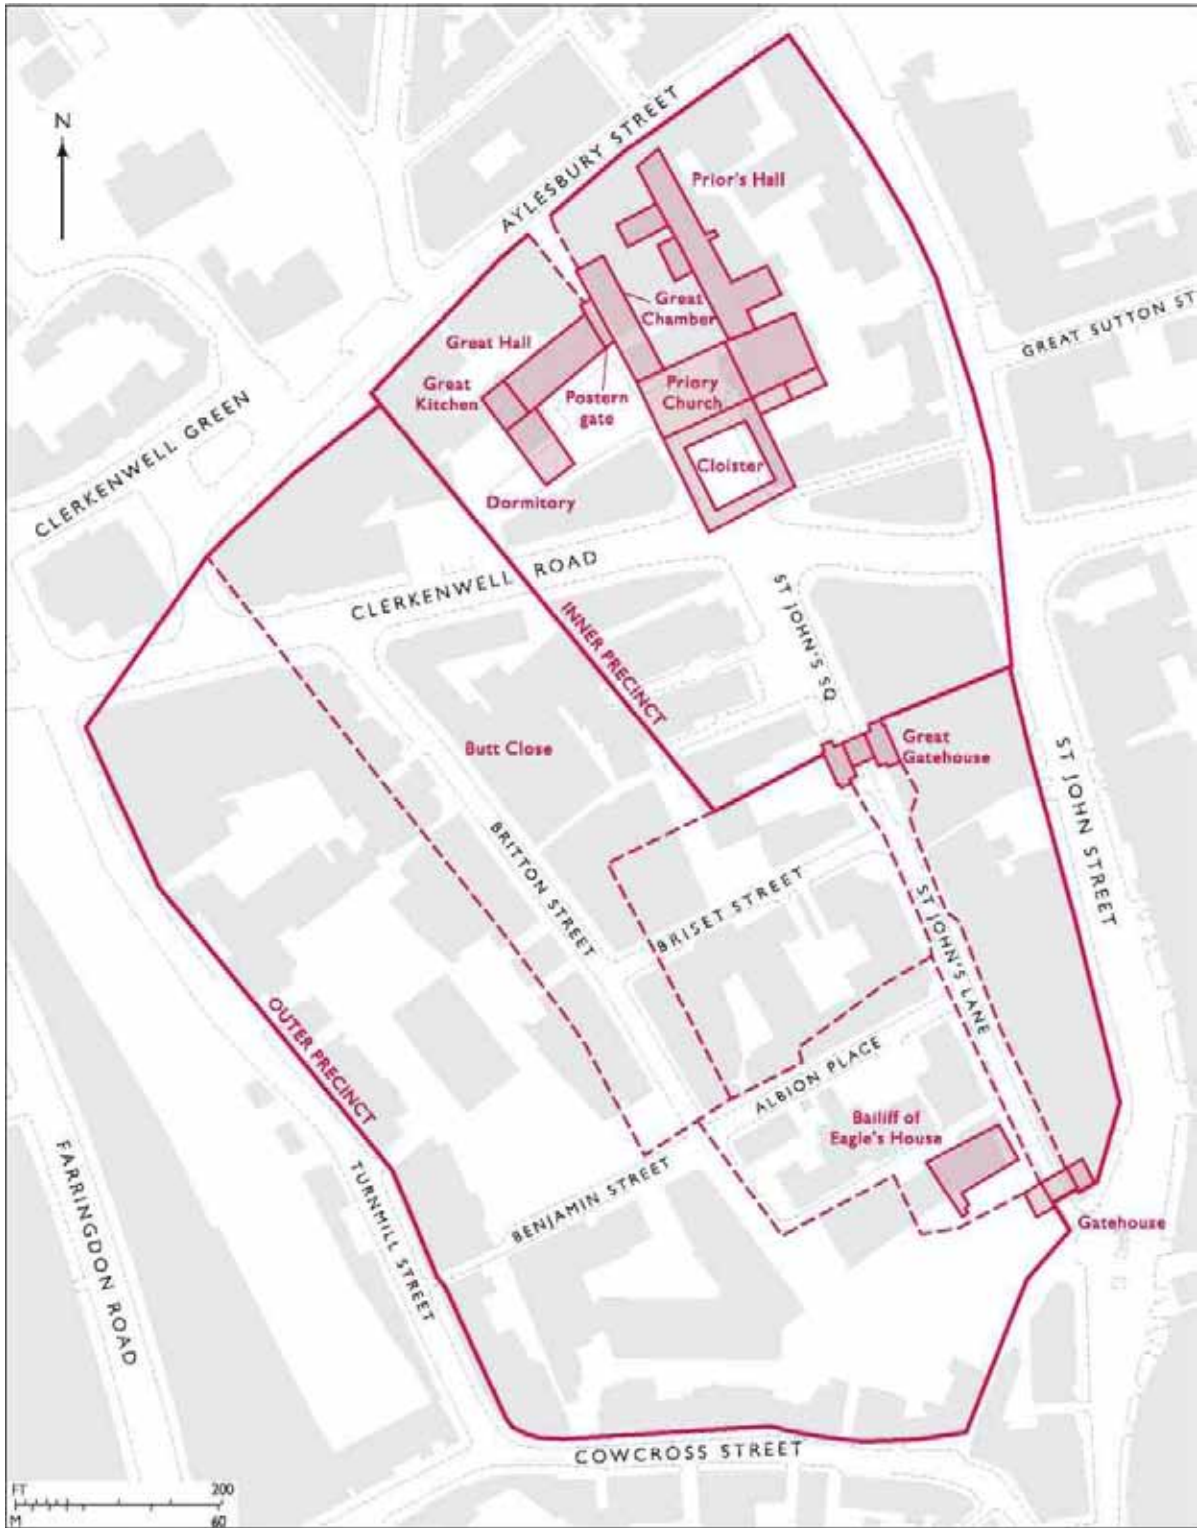 N
AYLESBURY STREET
Prior's Hall
Great
Chamber
Great Hall
Great
Kitchen
Postern
gate
Priory
Church
Cloister
Dormitory
GREAT SUTTON ST
CLERKENWELL GREEN
CLERKENWELL ROAD
INNER PRECINCT
ST JOHN'S SQ
Great
Gatehouse
Butt Close
ST JOHN STREET
BRITTON STREET
BRISET STREET
ST JOHN'S LANE
OUTER PRECINCT
ALBION PLACE
Bailiff of
Eagle's House
BENJAMIN STREET
TURNMILL STREET
FARRINGDON ROAD
Gatehouse
COWCROSS STREET
FT 200
M 60